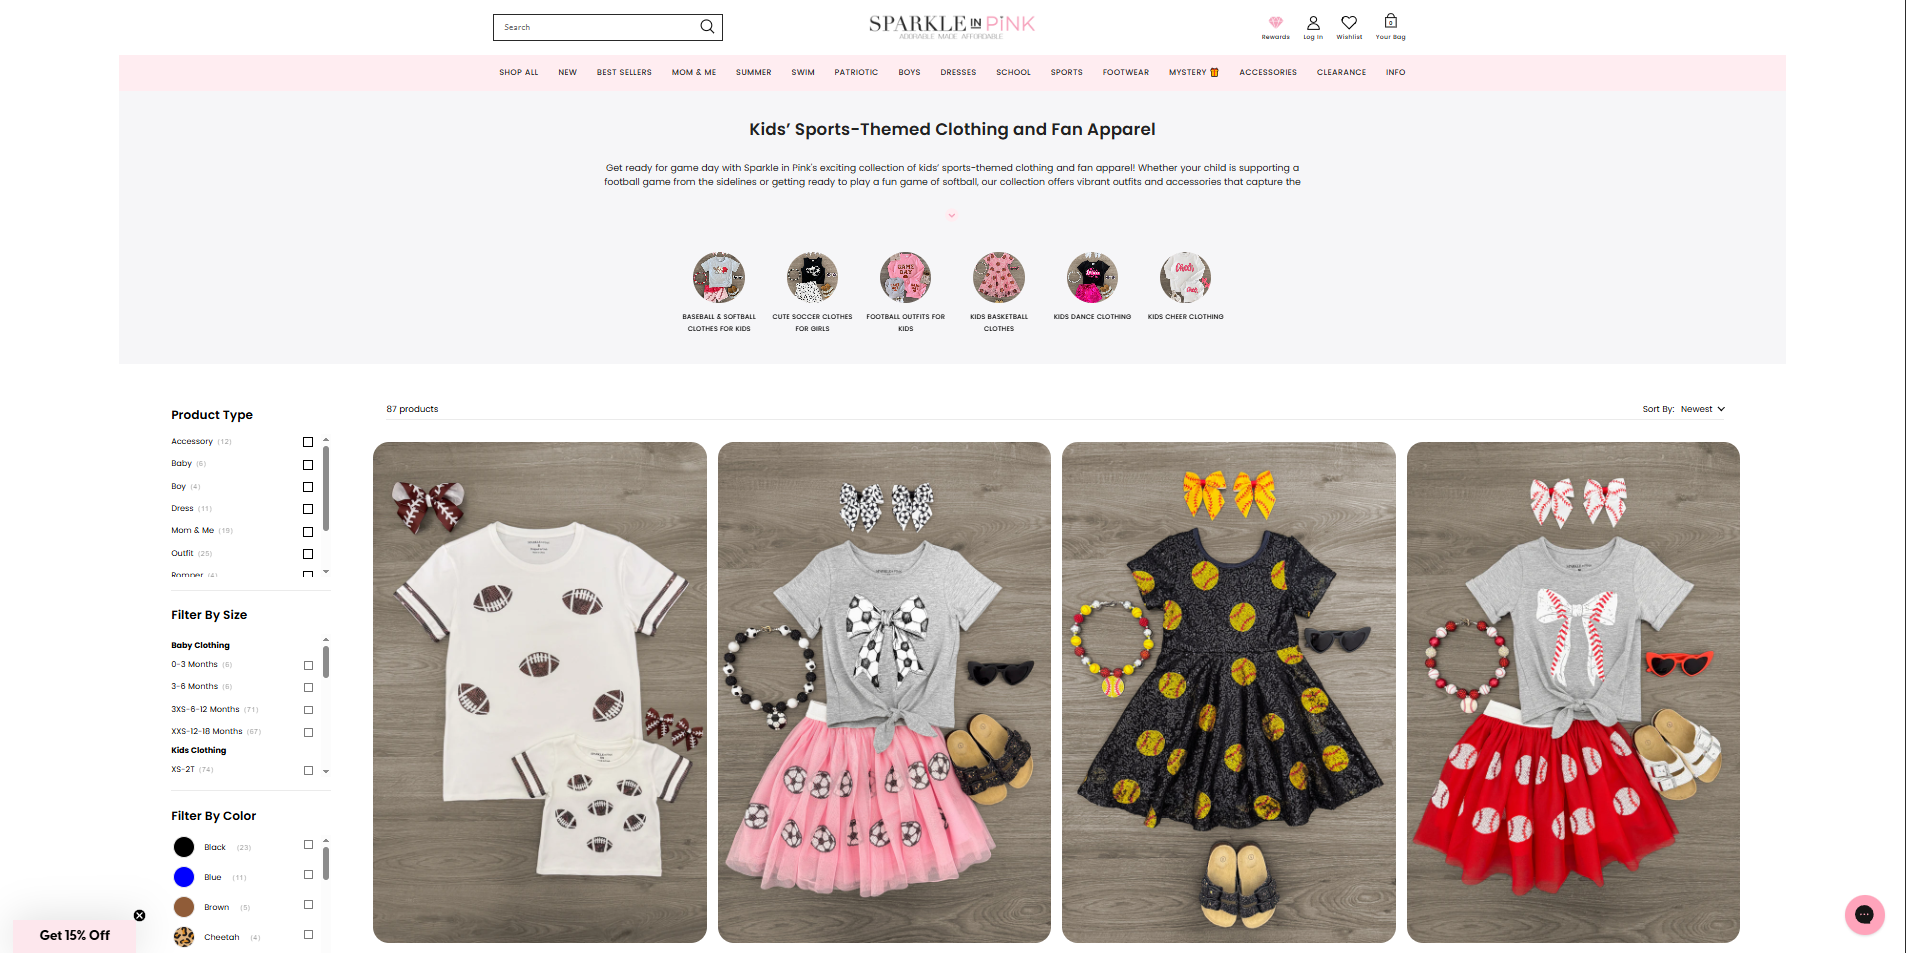 Search
SPARKLE IN PINK
ADORABLE MADE AFFORDABLE
Rewards
Log In
Wishlist
0
Your Bag
SHOP ALL
NEW
BEST SELLERS
MOM & ME
SUMMER
SWIM
PATRIOTIC
BOYS
DRESSES
SCHOOL
SPORTS
FOOTWEAR
MYSTERY
ACCESSORIES
CLEARANCE
INFO
Kids’ Sports-Themed Clothing and Fan Apparel
Get ready for game day with Sparkle in Pink's exciting collection of kids’ sports-themed clothing and fan apparel! Whether your child is supporting a
football game from the sidelines or getting ready to play a fun game of softball, our collection offers vibrant outfits and accessories that capture the
GAME
DAY
Cheer
BASEBALL & SOFTBALL
CLOTHES FOR KIDS
CUTE SOCCER CLOTHES
FOR GIRLS
FOOTBALL OUTFITS FOR
KIDS
KIDS BASKETBALL
CLOTHES
KIDS DANCE CLOTHING
KIDS CHEER CLOTHING
Product Type
Accessory (12)
Baby (6)
Boy (4)
Dress (11)
Mom & Me (19)
Outfit (25)
Romper (4)
Filter By Size
Baby Clothing
0-3 Months (6)
3-6 Months (6)
3XS-6-12 Months (71)
XXS-12-18 Months (67)
Kids Clothing
XS-2T (74)
Filter By Color
Black (23)
Blue (11)
Brown (5)
Cheetah (4)
Get 15% Off
87 products
Sort By: Newest